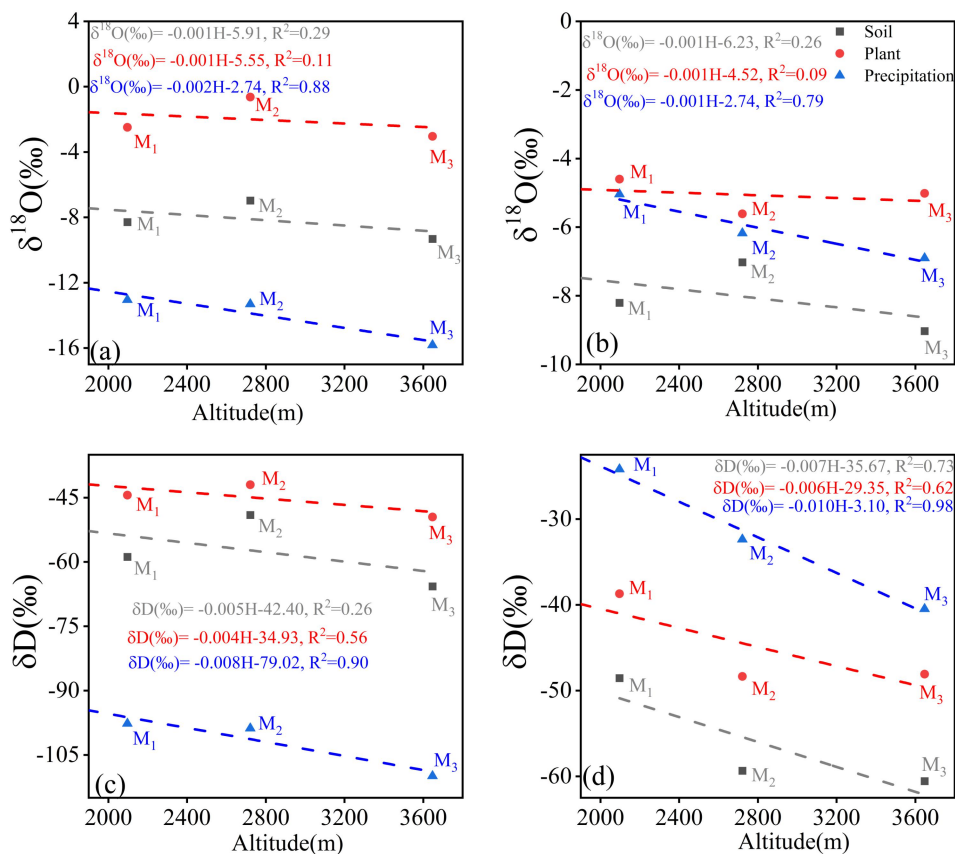 δ¹⁸O(‰)= -0.001H-5.91, R²=0.29
δ¹⁸O(‰)= -0.001H-5.55, R²=0.11
δ¹⁸O(‰)= -0.002H-2.74, R²=0.88
4
0
-4
-8
-12
-16
δ¹⁸O(‰)
M₁
M₂
M₃
M₁
M₂
M₃
M₁
M₂
M₃
(a)
2000 2400 2800 3200 3600
Altitude(m)
Soil
Plant
Precipitation
δ¹⁸O(‰)= -0.001H-6.23, R²=0.26
δ¹⁸O(‰)= -0.001H-4.52, R²=0.09
δ¹⁸O(‰)= -0.001H-2.74, R²=0.79
0
-2
-4
-6
-8
-10
δ¹⁸O(‰)
M₁
M₂
M₃
M₁
M₂
M₃
M₁
M₂
M₃
(b)
2000 2400 2800 3200 3600
Altitude(m)
-45
-60
-75
-90
-105
δD(‰)
M₁
M₂
M₃
M₁
M₂
M₃
δD(‰)= -0.005H-42.40, R²=0.26
δD(‰)= -0.004H-34.93, R²=0.56
δD(‰)= -0.008H-79.02, R²=0.90
M₁
M₂
M₃
(c)
2000 2400 2800 3200 3600
Altitude(m)
δD(‰)= -0.007H-35.67, R²=0.73
δD(‰)= -0.006H-29.35, R²=0.62
δD(‰)= -0.010H-3.10, R²=0.98
-30
-40
-50
-60
δD(‰)
M₁
M₂
M₃
M₁
M₂
M₃
M₁
M₂
M₃
(d)
2000 2400 2800 3200 3600
Altitude(m)